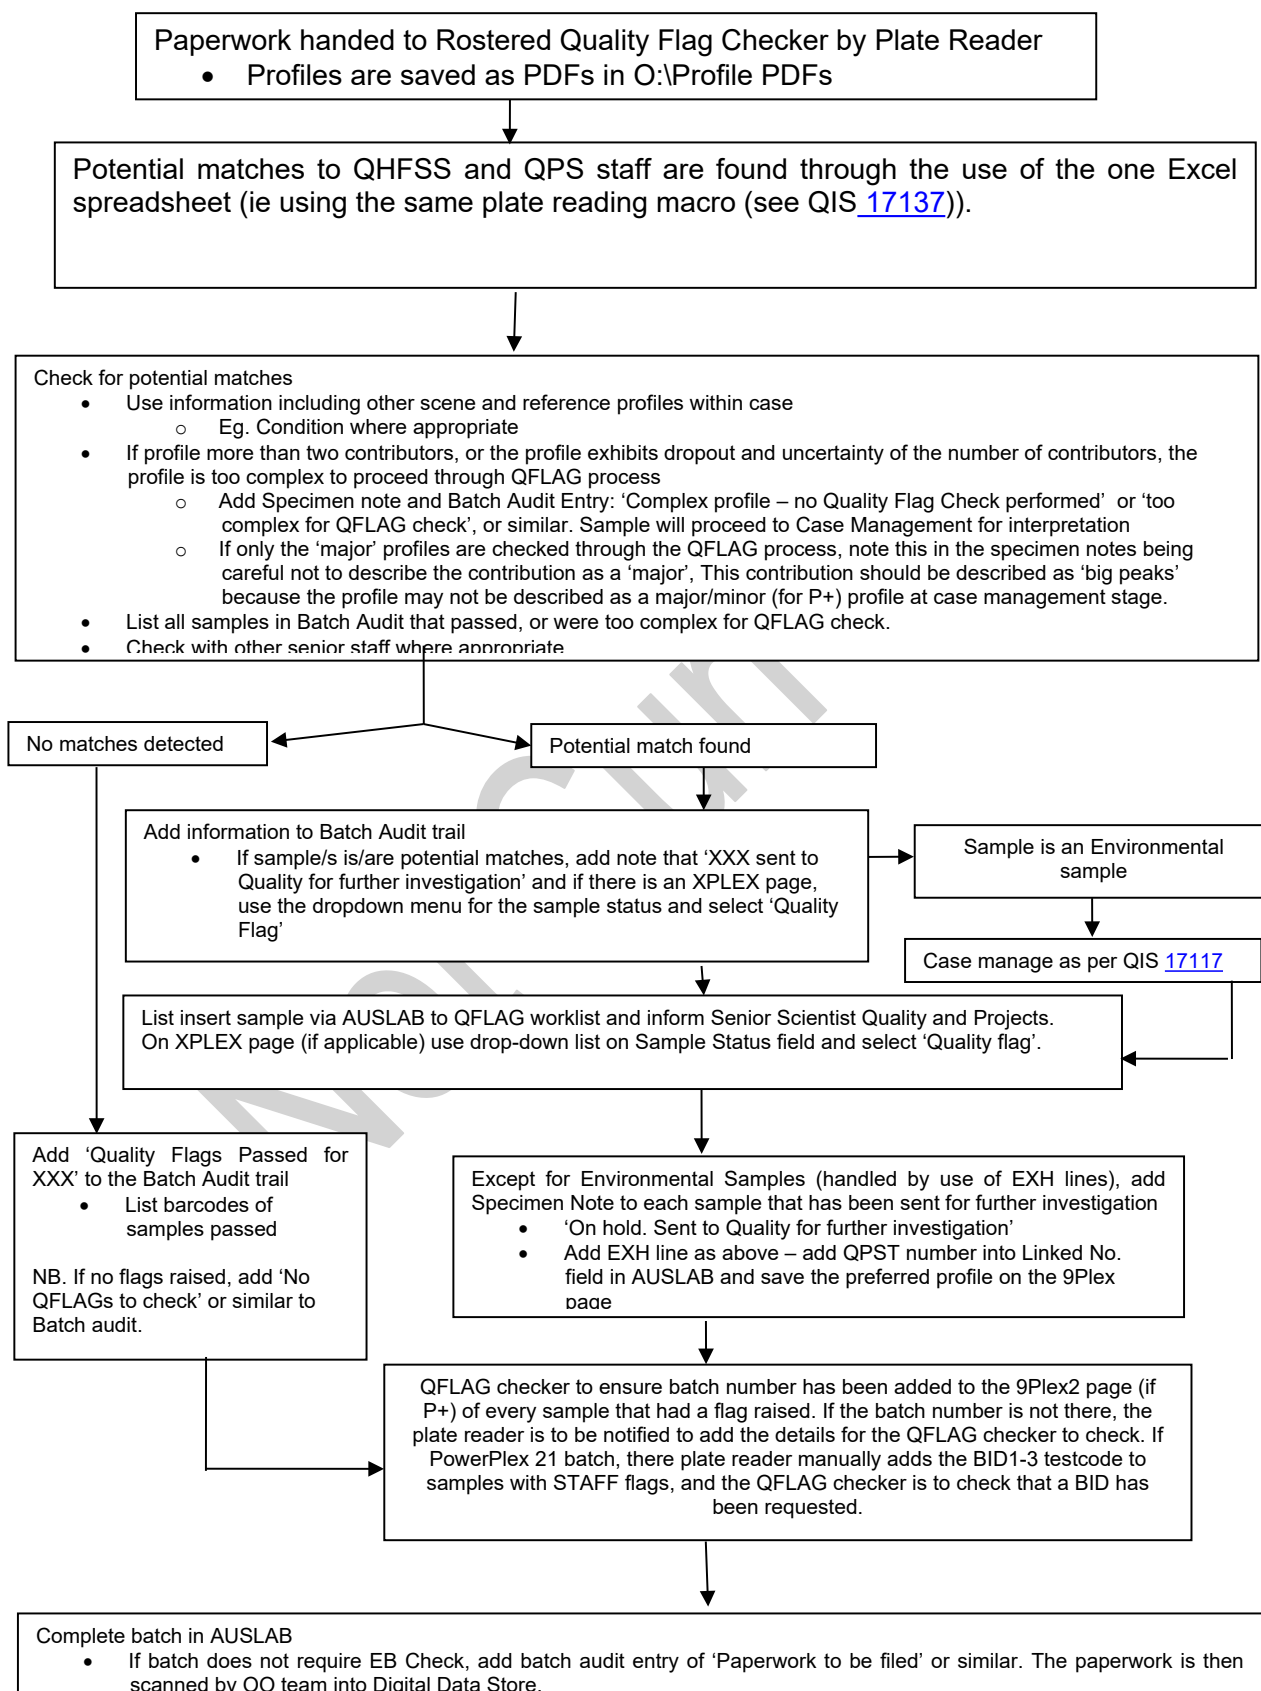 Paperwork handed to Rostered Quality Flag Checker by Plate Reader
• Profiles are saved as PDFs in O:\Profile PDFs
Potential matches to QHFSS and QPS staff are found through the use of the one Excel
spreadsheet (ie using the same plate reading macro (see QIS 17137)).
Check for potential matches
• Use information including other scene and reference profiles within case
o Eg. Condition where appropriate
• If profile more than two contributors, or the profile exhibits dropout and uncertainty of the number of contributors, the
profile is too complex to proceed through QFLAG process
o Add Specimen note and Batch Audit Entry: ‘Complex profile – no Quality Flag Check performed’ or ‘too
complex for QFLAG check’, or similar. Sample will proceed to Case Management for interpretation
o If only the ‘major’ profiles are checked through the QFLAG process, note this in the specimen notes being
careful not to describe the contribution as a ‘major’, This contribution should be described as ‘big peaks’
because the profile may not be described as a major/minor (for P+) profile at case management stage.
• List all samples in Batch Audit that passed, or were too complex for QFLAG check.
• Check with other senior staff where appropriate
No matches detected
Potential match found
Add information to Batch Audit trail
• If sample/s is/are potential matches, add note that ‘XXX sent to
Quality for further investigation’ and if there is an XPLEX page,
use the dropdown menu for the sample status and select ‘Quality
Flag’
Sample is an Environmental
sample
Case manage as per QIS 17117
List insert sample via AUSLAB to QFLAG worklist and inform Senior Scientist Quality and Projects.
On XPLEX page (if applicable) use drop-down list on Sample Status field and select ‘Quality flag’.
Add ‘Quality Flags Passed for
XXX’ to the Batch Audit trail
• List barcodes of
samples passed
NB. If no flags raised, add ‘No
QFLAGs to check’ or similar to
Batch audit.
Except for Environmental Samples (handled by use of EXH lines), add
Specimen Note to each sample that has been sent for further investigation
• ‘On hold. Sent to Quality for further investigation’
• Add EXH line as above – add QPST number into Linked No.
field in AUSLAB and save the preferred profile on the 9Plex
page
QFLAG checker to ensure batch number has been added to the 9Plex2 page (if
P+) of every sample that had a flag raised. If the batch number is not there, the
plate reader is to be notified to add the details for the QFLAG checker to check. If
PowerPlex 21 batch, there plate reader manually adds the BID1-3 testcode to
samples with STAFF flags, and the QFLAG checker is to check that a BID has
been requested.
Complete batch in AUSLAB
• If batch does not require EB Check, add batch audit entry of ‘Paperwork to be filed’ or similar. The paperwork is then
scanned by OO team into Digital Data Store.